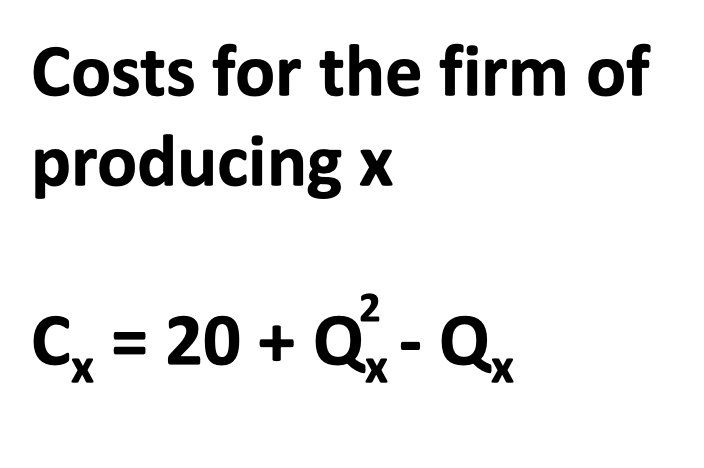 Costs for the firm of
producing x
Cₓ = 20 + Qₓ² - Qₓ